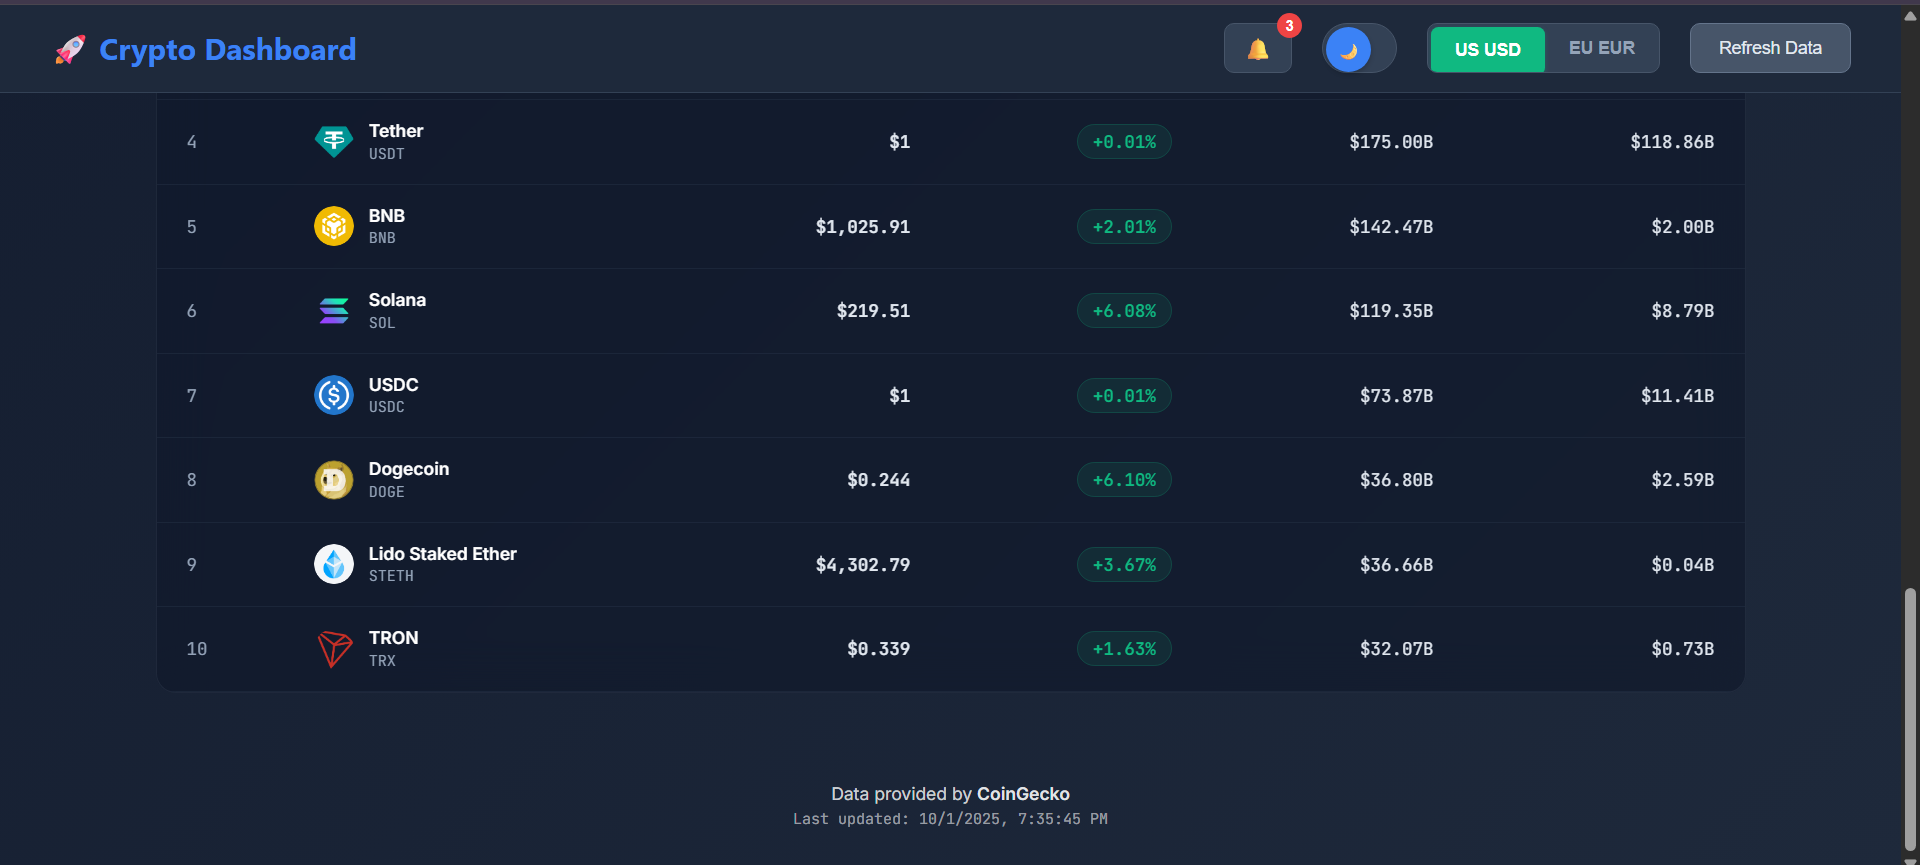 🚀 Crypto Dashboard
3
US USD
EU EUR
Refresh Data
4 Tether $1 +0.01% $175.00B $118.86B
USDT
5 BNB $1,025.91 +2.01% $142.47B $2.00B
BNB
6 Solana $219.51 +6.08% $119.35B $8.79B
SOL
7 USDC $1 +0.01% $73.87B $11.41B
USDC
8 Dogecoin $0.244 +6.10% $36.80B $2.59B
DOGE
9 Lido Staked Ether $4,302.79 +3.67% $36.66B $0.04B
STETH
10 TRON $0.339 +1.63% $32.07B $0.73B
TRX
Data provided by CoinGecko
Last updated: 10/1/2025, 7:35:45 PM